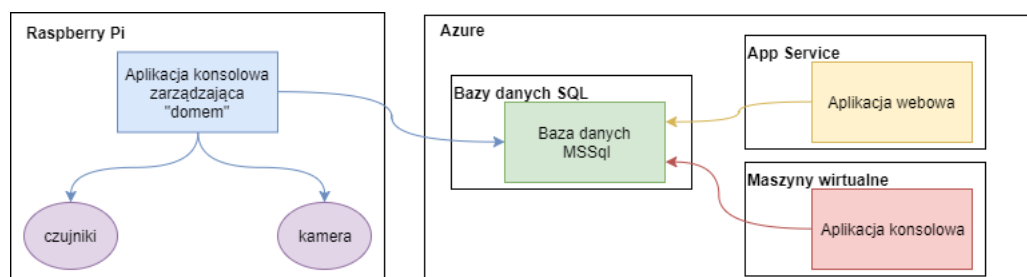 Raspberry Pi
Aplikacja konsolowa
zarządzająca
"domem"
czujniki
kamera
Azure
Bazy danych SQL
Baza danych
MSSql
App Service
Aplikacja webowa
Maszyny wirtualne
Aplikacja konsolowa